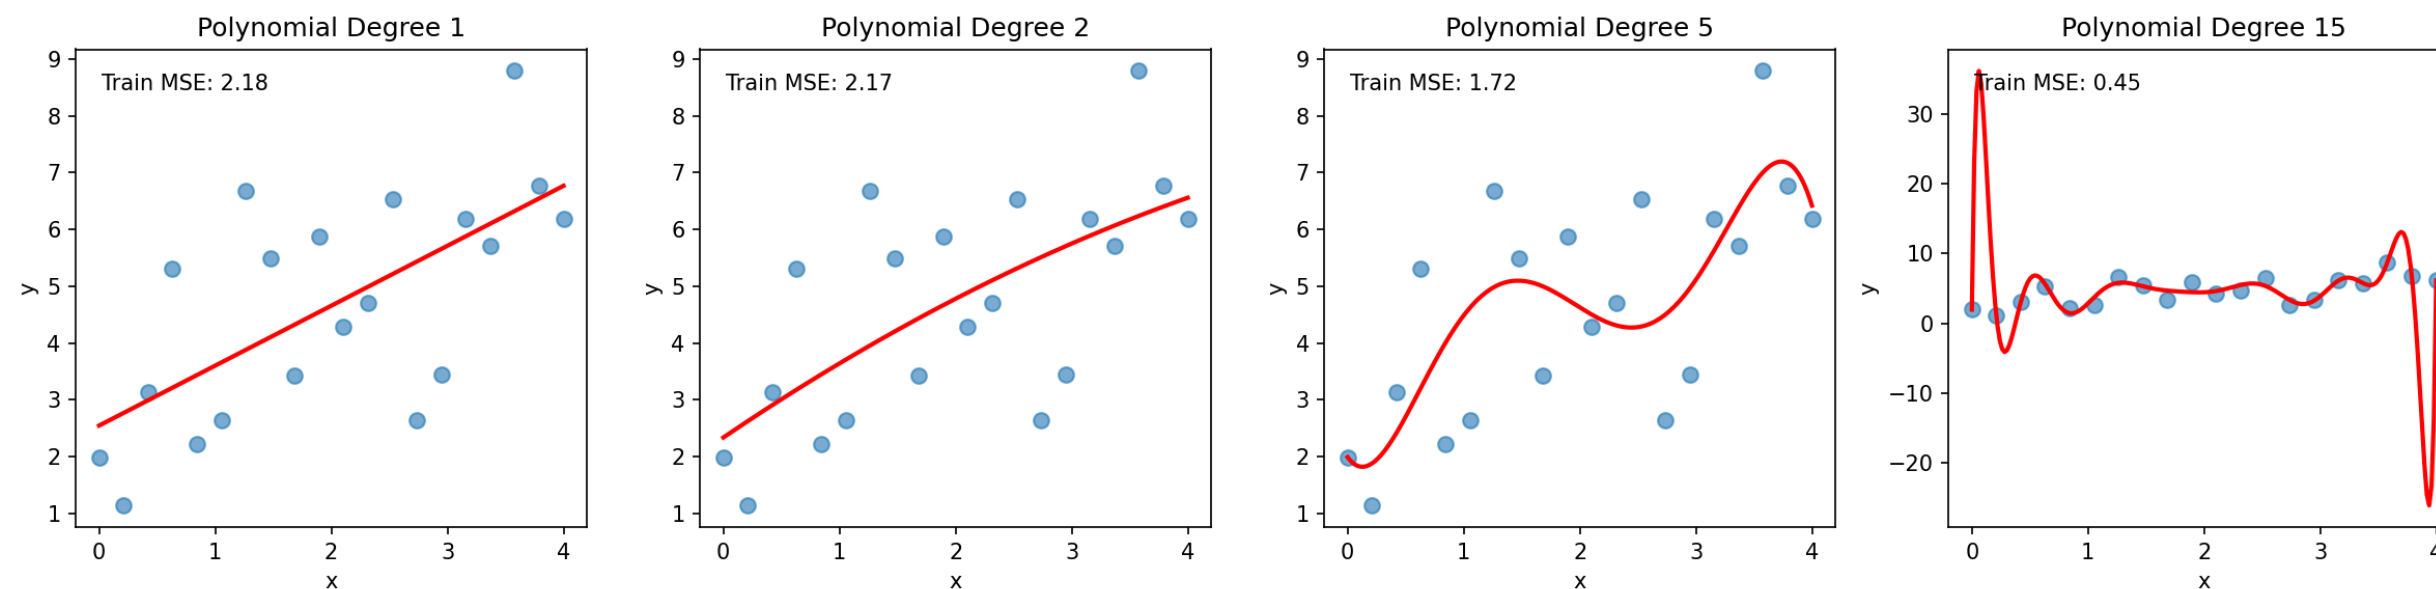 Polynomial Degree 1
Train MSE: 2.18
9
8
7
6
5
4
3
2
1
y
0 1 2 3 4
x
Polynomial Degree 2
Train MSE: 2.17
9
8
7
6
5
4
3
2
1
y
0 1 2 3 4
x
Polynomial Degree 5
Train MSE: 1.72
9
8
7
6
5
4
3
2
1
y
0 1 2 3 4
x
Polynomial Degree 15
Train MSE: 0.45
30
20
10
0
−10
−20
y
0 1 2 3 4
x